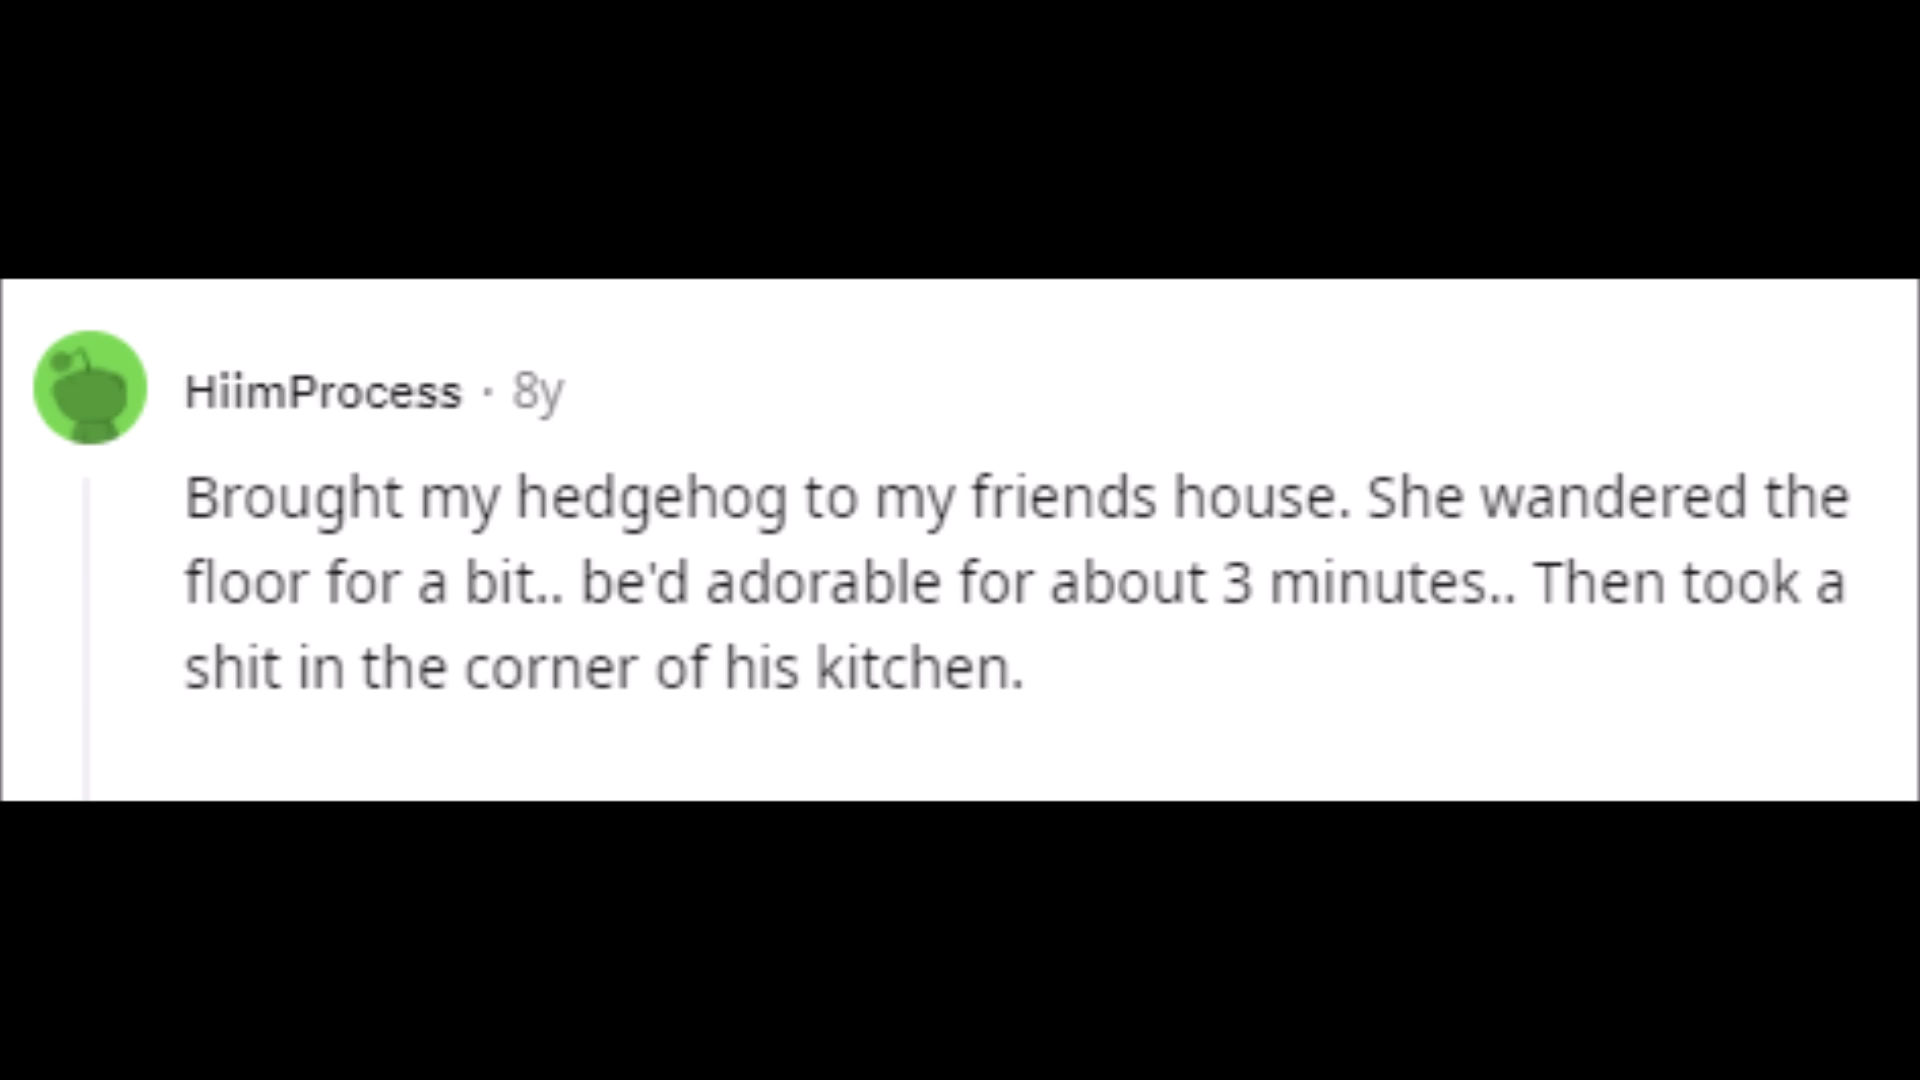 HiimProcess · 8y
Brought my hedgehog to my friends house. She wandered the
floor for a bit.. be'd adorable for about 3 minutes.. Then took a
shit in the corner of his kitchen.